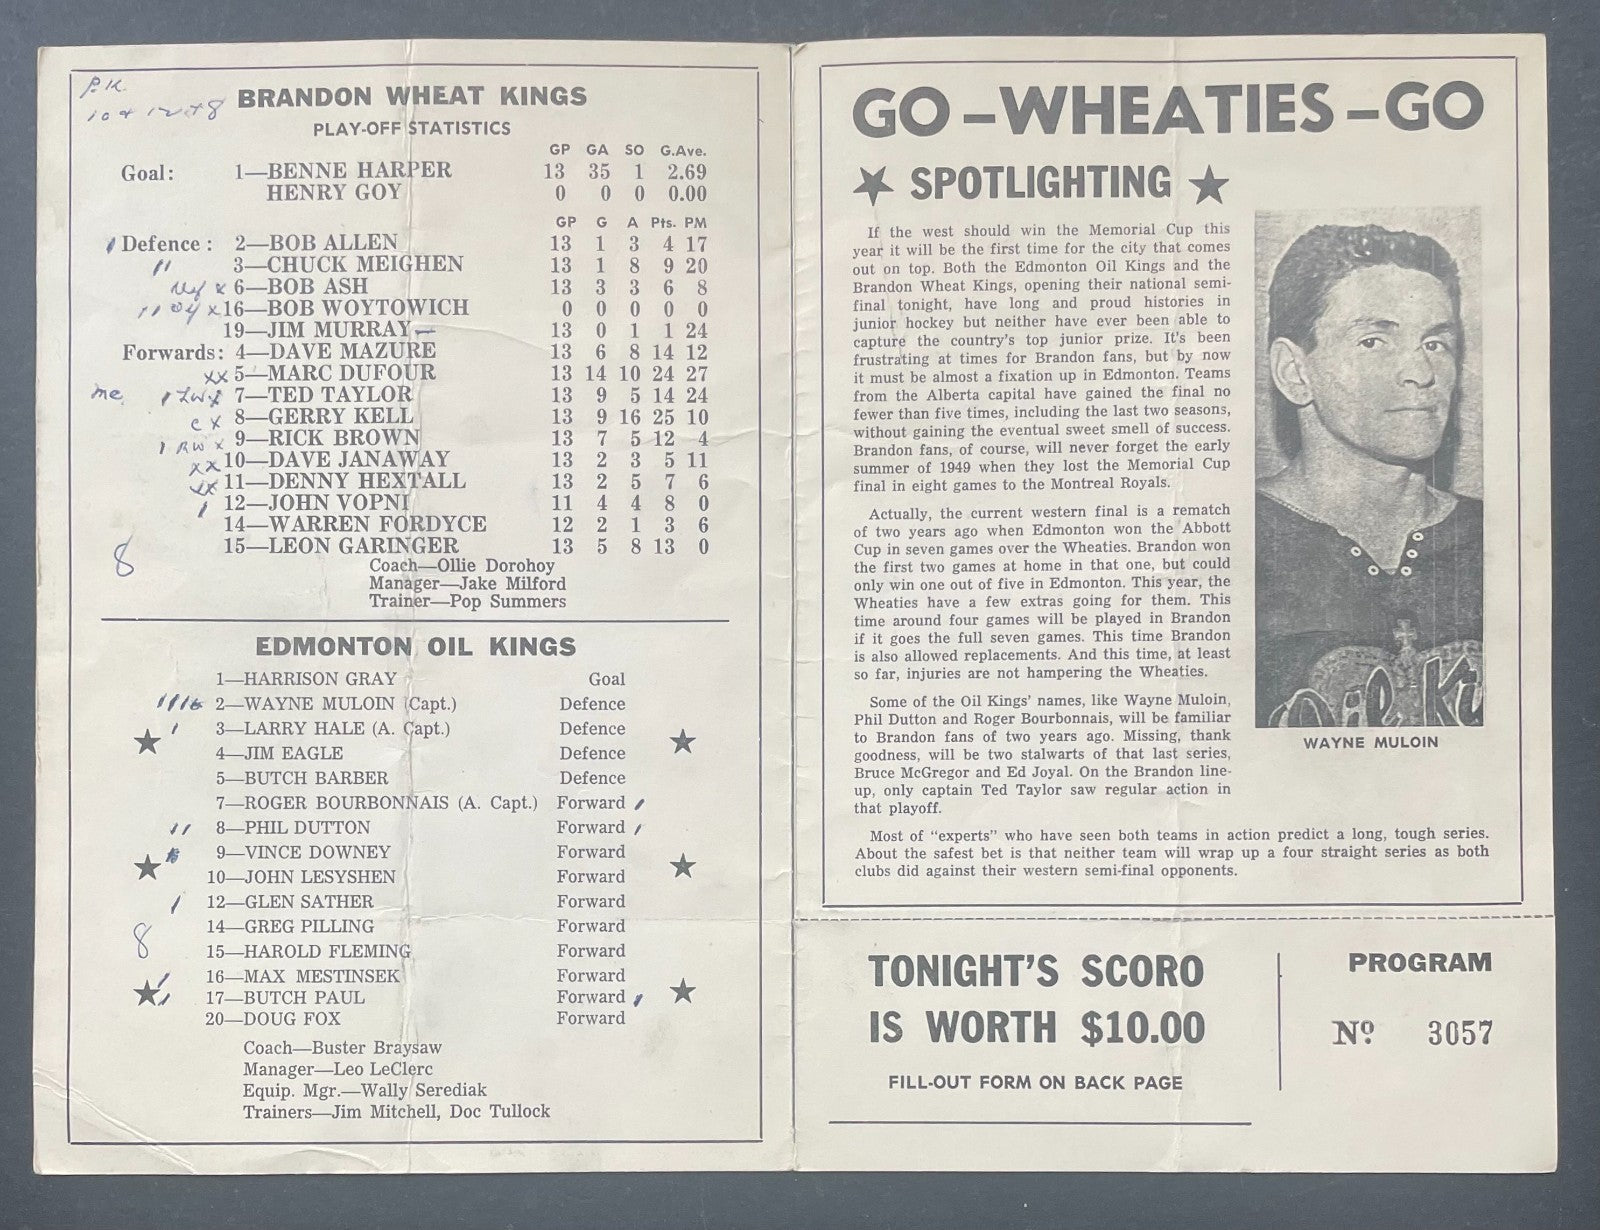 P.K.
10 + 12 + 8
BRANDON WHEAT KINGS
PLAY-OFF STATISTICS
GP GA SO G.Ave.
Goal: 1—BENNE HARPER 13 35 1 2.69
HENRY GOY 0 0 0 0.00
GP G A Pts. PM
Defence: 2—BOB ALLEN 13 1 3 4 17
3—CHUCK MEIGHEN 13 1 8 9 20
x 6—BOB ASH 13 3 3 6 8
x 16—BOB WOYTOWICH 0 0 0 0 0
19—JIM MURRAY 13 0 1 1 24
Forwards: 4—DAVE MAZURE 13 6 8 14 12
xx 5—MARC DUFOUR 13 14 10 24 27
me LW x 7—TED TAYLOR 13 9 5 14 24
c x 8—GERRY KELL 13 9 16 25 10
RW x 9—RICK BROWN 13 7 5 12 4
xx 10—DAVE JANAWAY 13 2 3 5 11
xx 11—DENNY HEXTALL 13 2 5 7 6
12—JOHN VOPNI 11 4 4 8 0
14—WARREN FORDYCE 12 2 1 3 6
15—LEON GARINGER 13 5 8 13 0
8
Coach—Ollie Dorohoy
Manager—Jake Milford
Trainer—Pop Summers
EDMONTON OIL KINGS
1—HARRISON GRAY Goal
2—WAYNE MULOIN (Capt.) Defence
3—LARRY HALE (A. Capt.) Defence
4—JIM EAGLE Defence
5—BUTCH BARBER Defence
7—ROGER BOURBONNAIS (A. Capt.) Forward
8—PHIL DUTTON Forward
9—VINCE DOWNEY Forward
10—JOHN LESYSHEN Forward
12—GLEN SATHER Forward
14—GREG PILLING Forward
8
15—HAROLD FLEMING Forward
16—MAX MESTINSEK Forward
17—BUTCH PAUL Forward
20—DOUG FOX Forward
Coach—Buster Braysaw
Manager—Leo LeClerc
Equip. Mgr.—Wally Serediak
Trainers—Jim Mitchell, Doc Tullock
GO – WHEATIES – GO
SPOTLIGHTING
If the west should win the Memorial Cup this
year it will be the first time for the city that comes
out on top. Both the Edmonton Oil Kings and the
Brandon Wheat Kings, opening their national semi-
final tonight, have long and proud histories in
junior hockey but neither have ever been able to
capture the country's top junior prize. It's been
frustrating at times for Brandon fans, but by now
it must be almost a fixation up in Edmonton. Teams
from the Alberta capital have gained the final no
fewer than five times, including the last two seasons,
without gaining the eventual sweet smell of success.
Brandon fans, of course, will never forget the early
summer of 1949 when they lost the Memorial Cup
final in eight games to the Montreal Royals.
Actually, the current western final is a rematch
of two years ago when Edmonton won the Abbott
Cup in seven games over the Wheaties. Brandon won
the first two games at home in that one, but could
only win one out of five in Edmonton. This year, the
Wheaties have a few extras going for them. This
time around four games will be played in Brandon
if it goes the full seven games. This time Brandon
is also allowed replacements. And this time, at least
so far, injuries are not hampering the Wheaties.
Some of the Oil Kings' names, like Wayne Muloin,
Phil Dutton and Roger Bourbonnais, will be familiar
to Brandon fans of two years ago. Missing, thank
goodness, will be two stalwarts of that last series,
Bruce McGregor and Ed Joyal. On the Brandon line-
up, only captain Ted Taylor saw regular action in
that playoff.
Oil Ki
WAYNE MULOIN
Most of "experts" who have seen both teams in action predict a long, tough series.
About the safest bet is that neither team will wrap up a four straight series as both
clubs did against their western semi-final opponents.
TONIGHT'S SCORO
IS WORTH $10.00
FILL-OUT FORM ON BACK PAGE
PROGRAM
Nº 3057